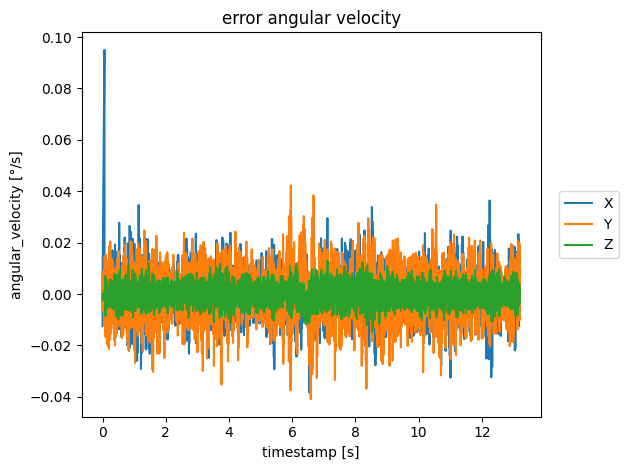 error angular velocity
angular_velocity [°/s]
0.10
0.08
0.06
0.04
0.02
0.00
−0.02
−0.04
0
2
4
6
8
10
12
timestamp [s]
X
Y
Z